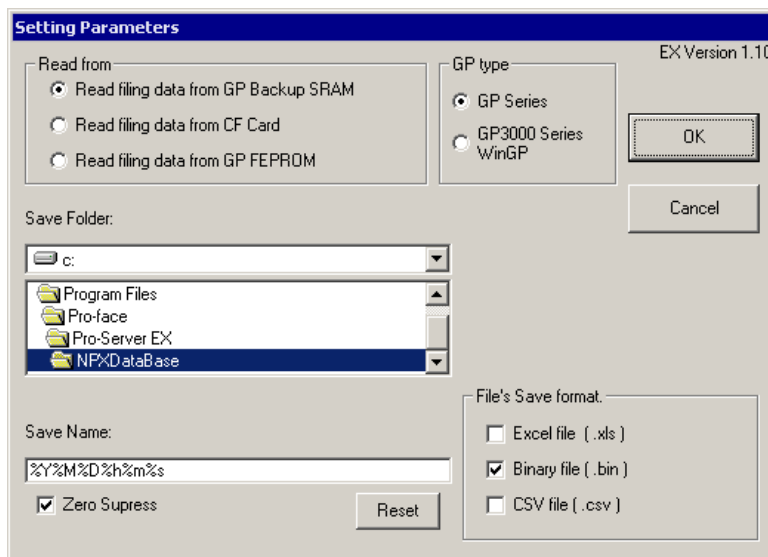 Setting Parameters
EX Version 1.10
Read from
Read filing data from GP Backup SRAM
Read filing data from CF Card
Read filing data from GP FEPROM
GP type
GP Series
GP3000 Series
WinGP
OK
Cancel
Save Folder:
c:
Program Files
Pro-face
Pro-Server EX
NPXDataBase
Save Name:
%Y%M%D%h%m%s
Zero Supress
Reset
File's Save format.
Excel file ( .xls )
Binary file ( .bin )
CSV file ( .csv )